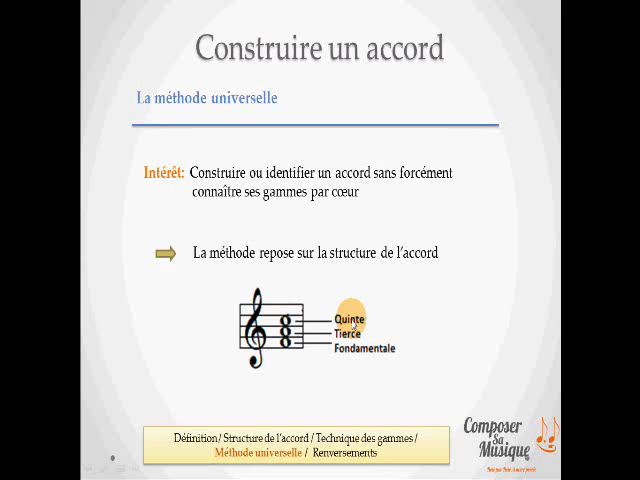 Construire un accord
La méthode universelle
Intérêt: Construire ou identifier un accord sans forcément
connaître ses gammes par cœur
La méthode repose sur la structure de l'accord
Quinte
Tierce
Fondamentale
Définition / Structure de l'accord / Technique des gammes /
Méthode universelle / Renversements
Composer
Sa
Musique